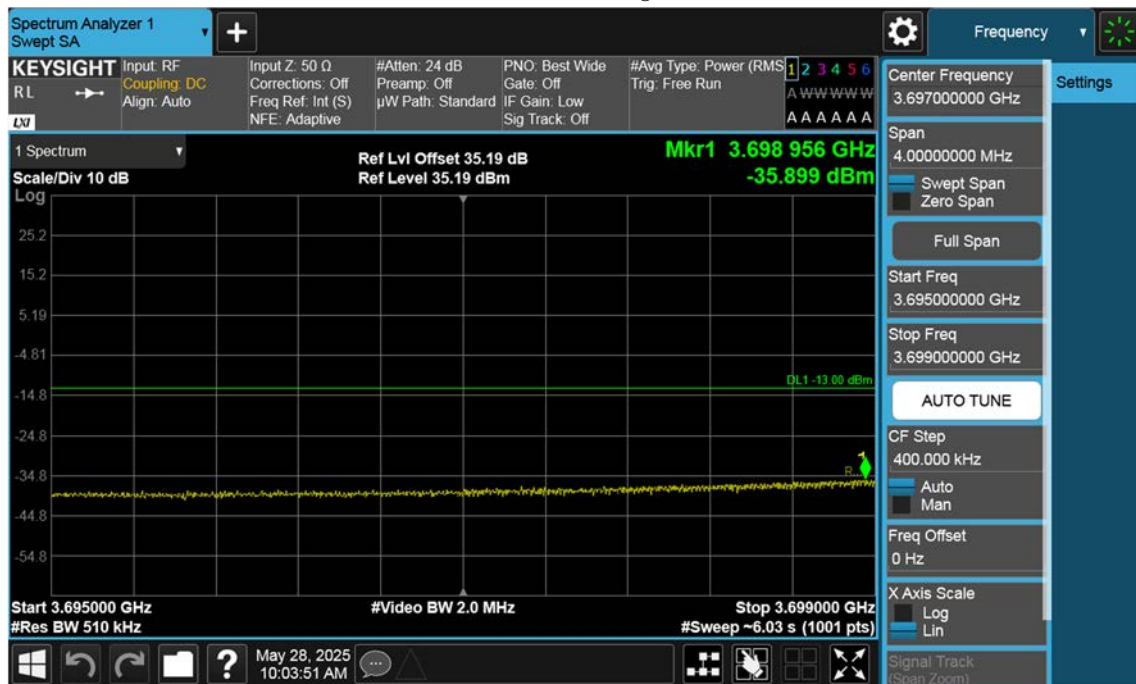 Spectrum Analyzer 1
Swept SA
Frequency
KEYSIGHT
RL
LXI
Input: RF
Coupling: DC
Align: Auto
Input Z: 50 Ω
Corrections: Off
Freq Ref: Int (S)
NFE: Adaptive
#Atten: 24 dB
Preamp: Off
µW Path: Standard
PNO: Best Wide
Gate: Off
IF Gain: Low
Sig Track: Off
#Avg Type: Power (RMS
Trig: Free Run
1 2 3 4 5 6
A W W W W W
A A A A A A
Center Frequency
3.697000000 GHz
Settings
1 Spectrum
Scale/Div 10 dB
Ref Lvl Offset 35.19 dB
Ref Level 35.19 dBm
Mkr1 3.698 956 GHz
-35.899 dBm
Log
25.2
15.2
5.19
-4.81
-14.8
-24.8
-34.8
-44.8
-54.8
DL1 -13.00 dBm
R...
1
Span
4.00000000 MHz
Swept Span
Zero Span
Full Span
Start Freq
3.695000000 GHz
Stop Freq
3.699000000 GHz
AUTO TUNE
CF Step
400.000 kHz
Auto
Man
Freq Offset
0 Hz
X Axis Scale
Log
Lin
Signal Track
(Span Zoom)
Start 3.695000 GHz
#Res BW 510 kHz
#Video BW 2.0 MHz
Stop 3.699000 GHz
#Sweep ~6.03 s (1001 pts)
?
May 28, 2025
10:03:51 AM